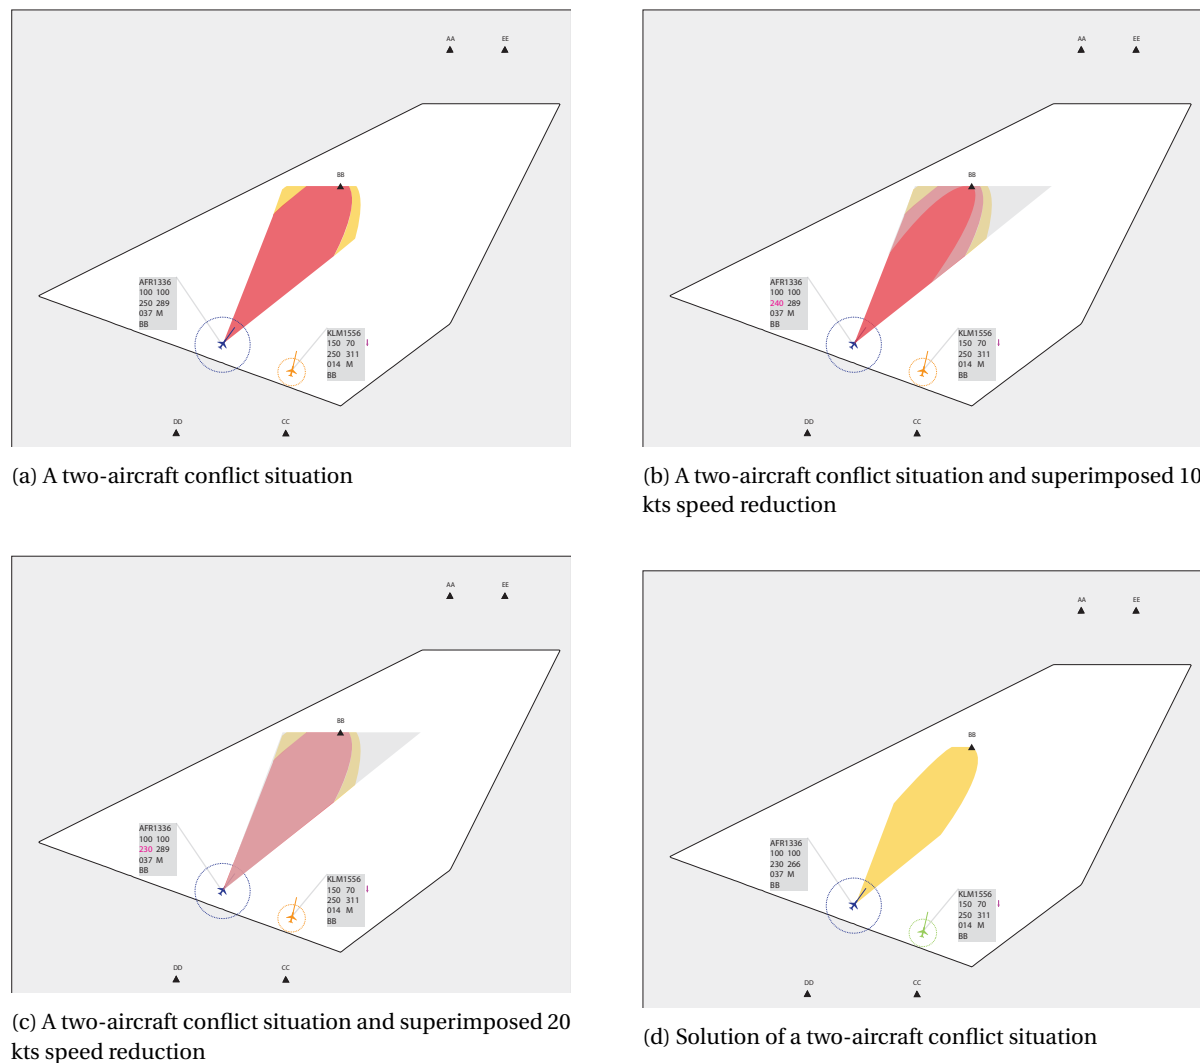 AA EE
BB
AFR1336
100 100
250 289
037 M
BB
KLM1556
150 70
250 311
014 M
BB
DD CC
(a) A two-aircraft conflict situation
AA EE
BB
AFR1336
100 100
240 289
037 M
BB
KLM1556
150 70
250 311
014 M
BB
DD CC
(b) A two-aircraft conflict situation and superimposed 10
kts speed reduction
AA EE
BB
AFR1336
100 100
230 289
037 M
BB
KLM1556
150 70
250 311
014 M
BB
DD CC
(c) A two-aircraft conflict situation and superimposed 20
kts speed reduction
AA EE
BB
AFR1336
100 100
230 266
037 M
BB
KLM1556
150 70
250 311
014 M
BB
DD CC
(d) Solution of a two-aircraft conflict situation